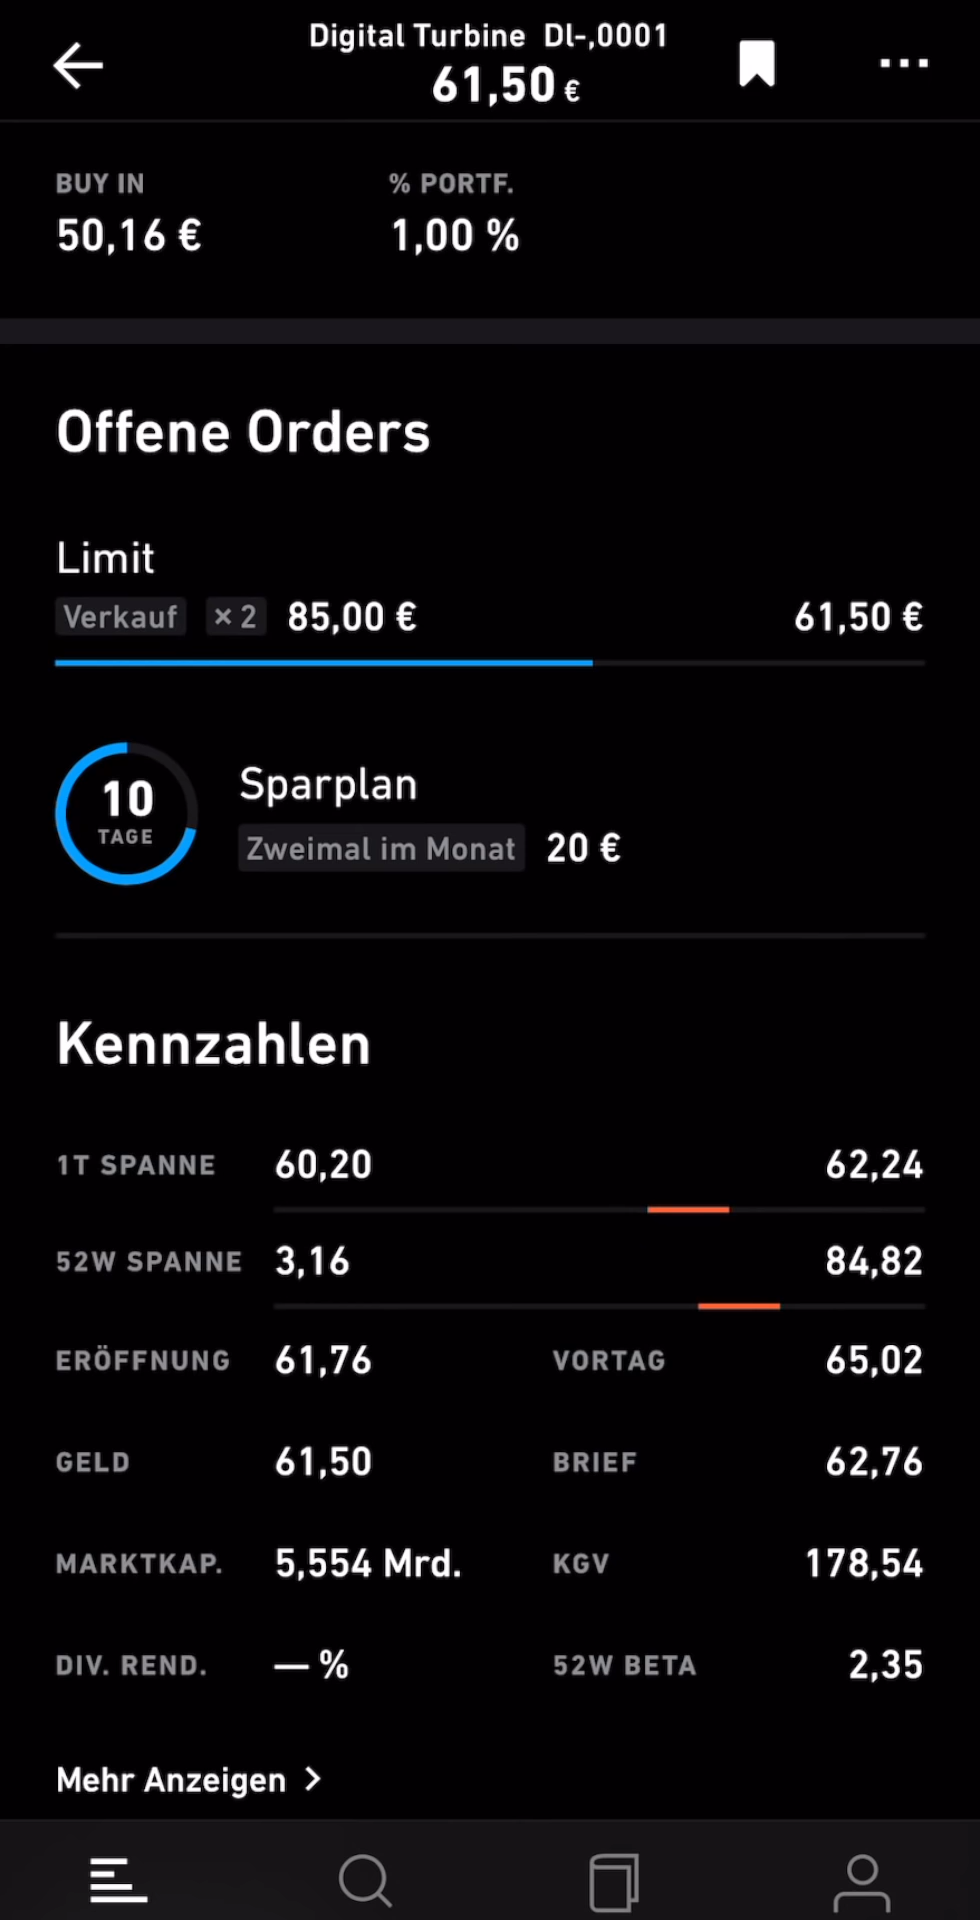 Digital Turbine Dl-,0001
61,50 €
BUY IN % PORTF.
50,16 € 1,00 %
Offene Orders
Limit
Verkauf × 2 85,00 € 61,50 €
10
TAGE
Sparplan
Zweimal im Monat 20 €
Kennzahlen
1T SPANNE 60,20 62,24
52W SPANNE 3,16 84,82
ERÖFFNUNG 61,76 VORTAG 65,02
GELD 61,50 BRIEF 62,76
MARKTKAP. 5,554 Mrd. KGV 178,54
DIV. REND. — % 52W BETA 2,35
Mehr Anzeigen >